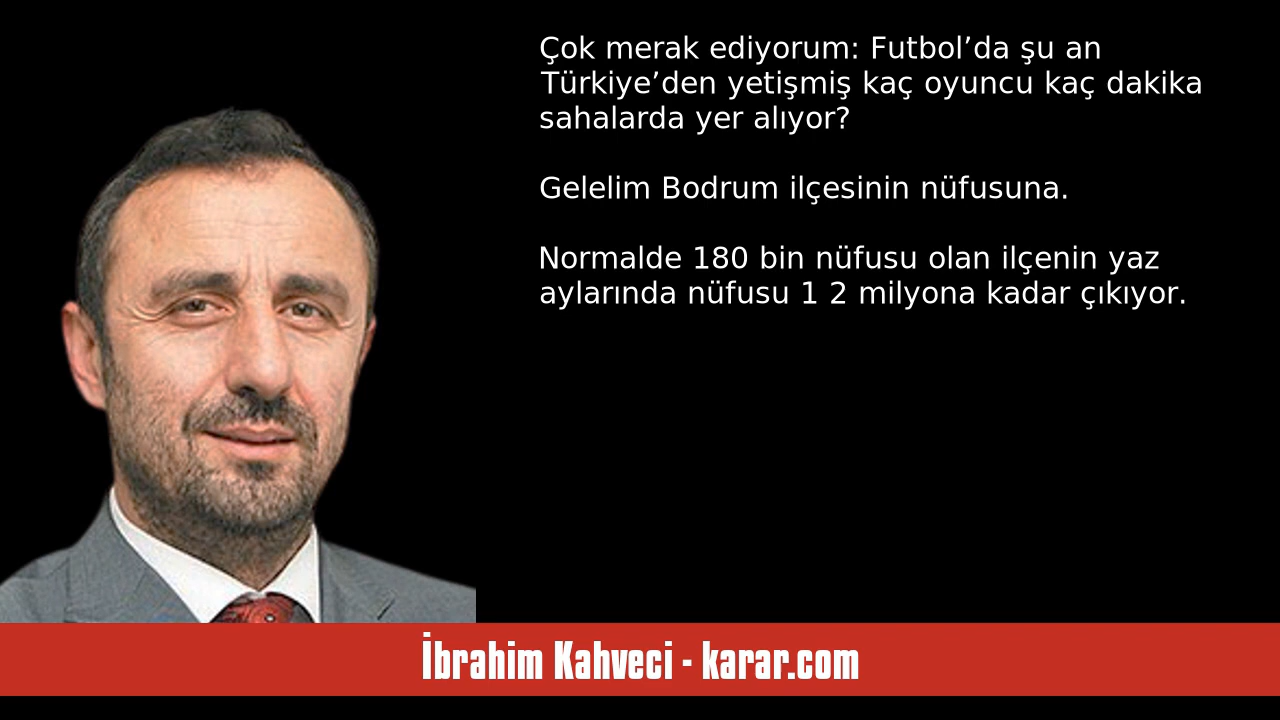 Çok merak ediyorum: Futbol’da şu an
Türkiye’den yetişmiş kaç oyuncu kaç dakika
sahalarda yer alıyor?
Gelelim Bodrum ilçesinin nüfusuna.
Normalde 180 bin nüfusu olan ilçenin yaz
aylarında nüfusu 1 2 milyona kadar çıkıyor.
İbrahim Kahveci - karar.com